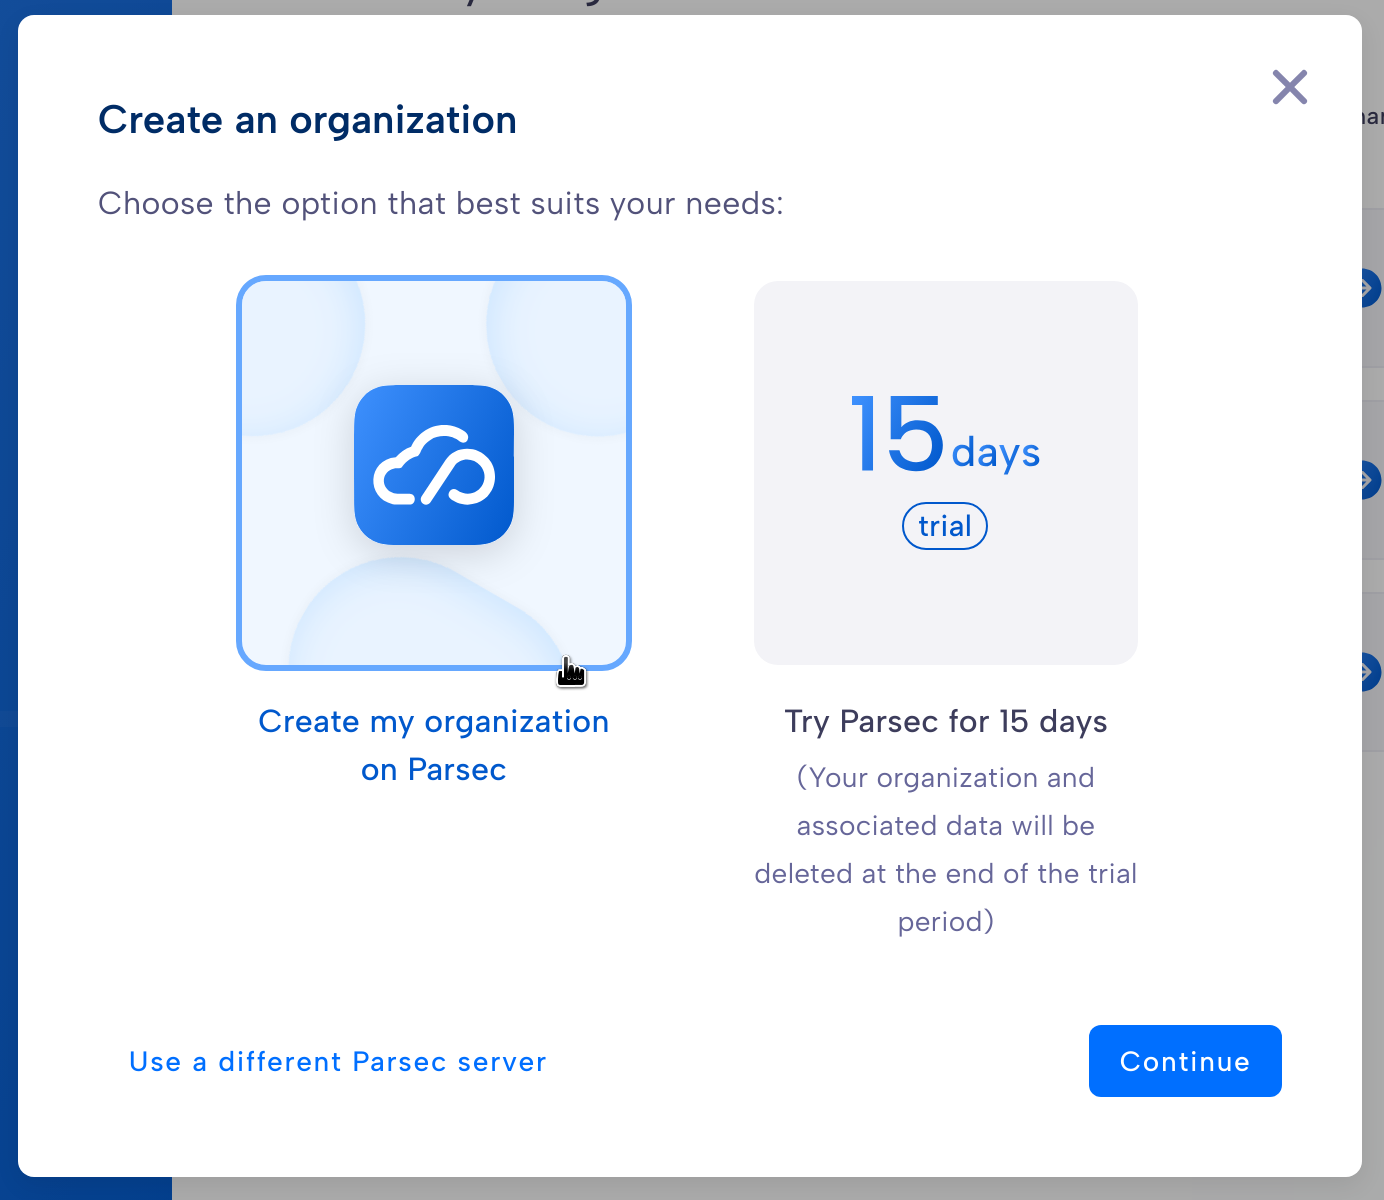 Create an organization
Choose the option that best suits your needs:
15 days
trial
Create my organization
on Parsec
Try Parsec for 15 days
(Your organization and
associated data will be
deleted at the end of the trial
period)
Use a different Parsec server
Continue